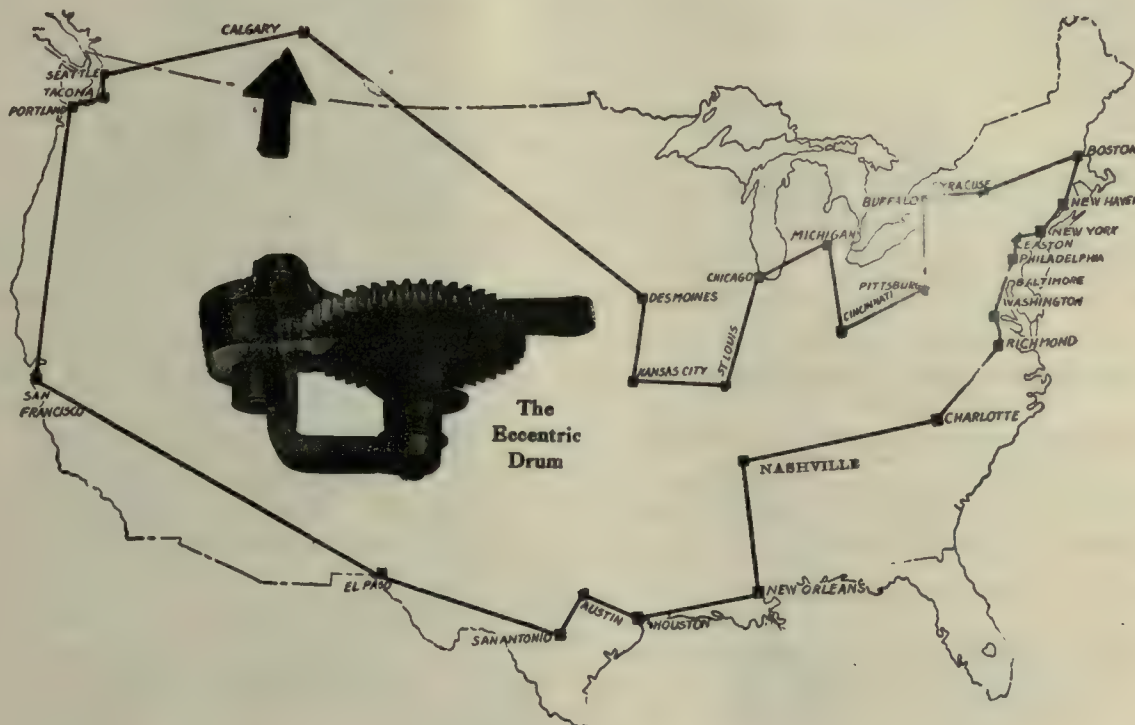 CALGARY
SEATTLE
TACOMA
PORTLAND
BOSTON
SYRACUSE
BUFFALO
NEW HAVEN
MICHIGAN
NEW YORK
EASTON
PHILADELPHIA
CHICAGO
BALTIMORE
PITTSBURG
DESMOINES
WASHINGTON
CINCINNATI
RICHMOND
ST LOUIS
KANSAS CITY
SAN
FRANCISCO
The
Eccentric
Drum
CHARLOTTE
NASHVILLE
EL PASO
NEW ORLEANS
AUSTIN
HOUSTON
SAN ANTONIO